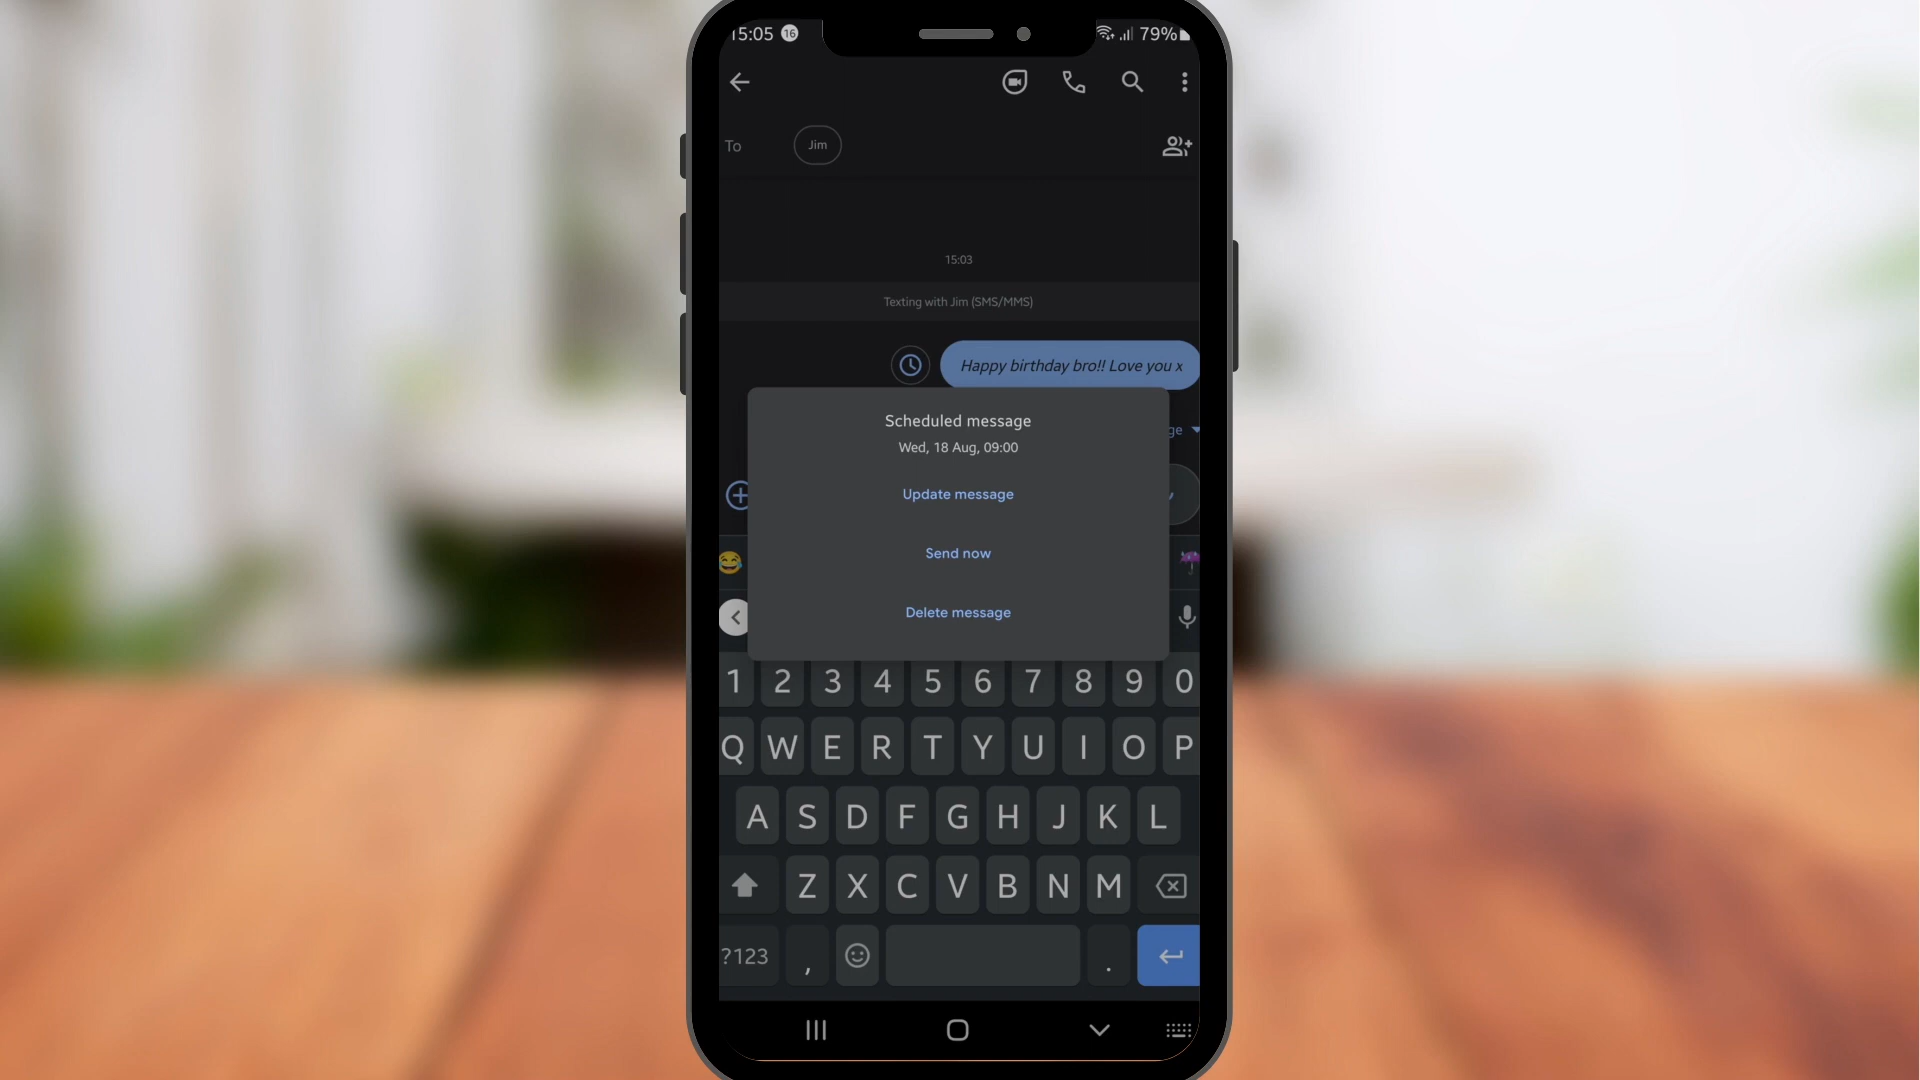 15:05 16 79%
To Jim
15:03
Texting with Jim (SMS/MMS)
Happy birthday bro!! Love you x
Scheduled message
Wed, 18 Aug, 09:00
ge
Update message
Send now
Delete message
1 2 3 4 5 6 7 8 9 0
Q W E R T Y U I O P
A S D F G H J K L
Z X C V B N M
?123 , .